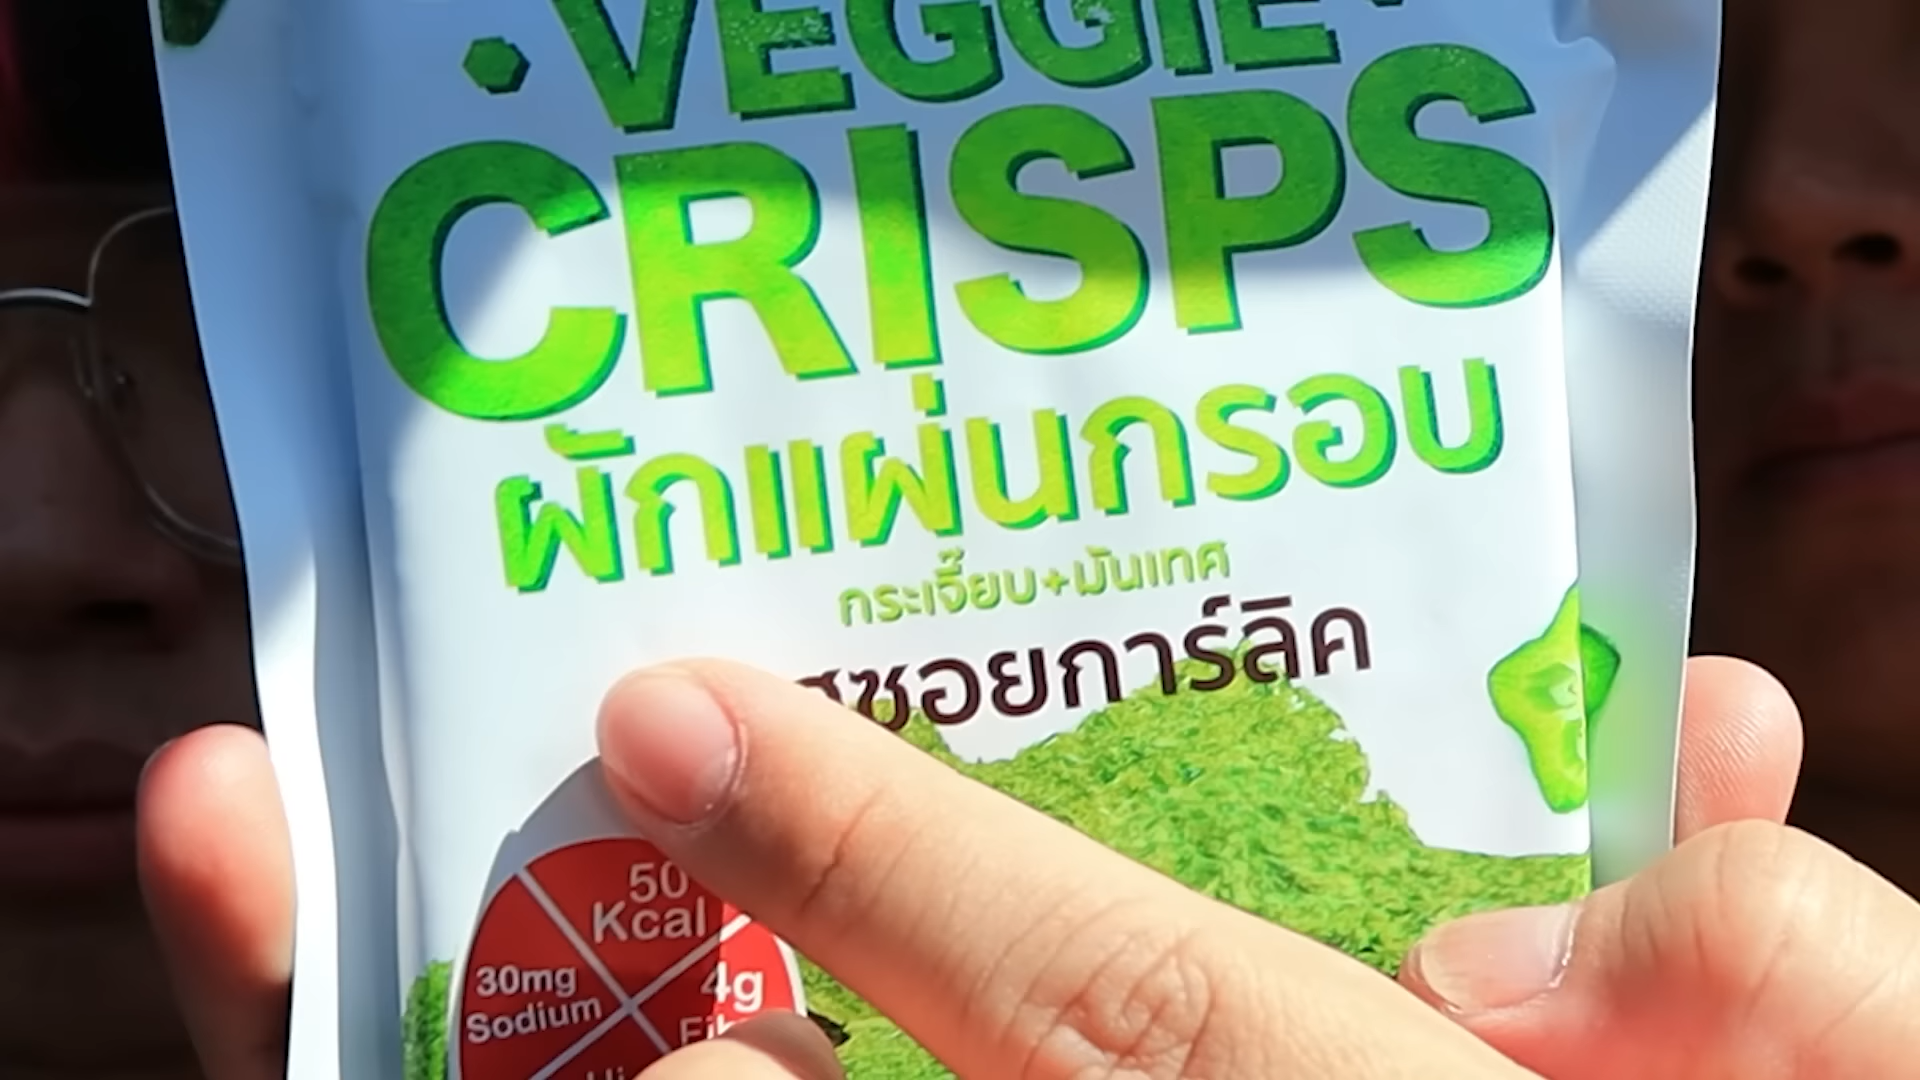 VEGGIE
CRISPS
ผักแผ่นกรอบ
กระเจี๊ยบ+มันเทศ
ซอยการ์ลิค
50
Kcal
30mg
Sodium
4g